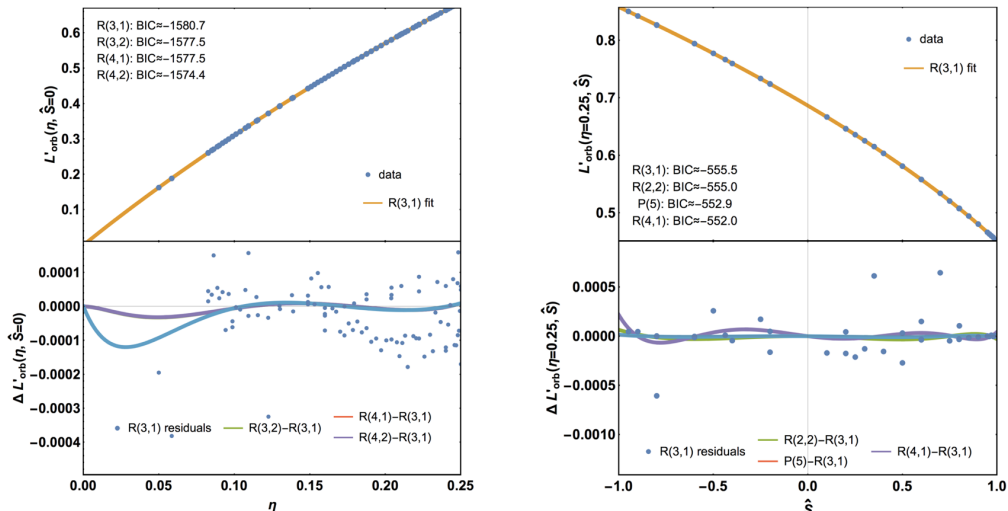 L'orb(η, Ŝ=0)
0.6
0.5
0.4
0.3
0.2
0.1
R(3,1): BIC≈-1580.7
R(3,2): BIC≈-1577.5
R(4,1): BIC≈-1577.5
R(4,2): BIC≈-1574.4
data
R(3,1) fit
Δ L'orb(η, Ŝ=0)
0.0001
0.0000
-0.0001
-0.0002
-0.0003
-0.0004
R(3,1) residuals
R(3,2)-R(3,1)
R(4,1)-R(3,1)
R(4,2)-R(3,1)
0.00 0.05 0.10 0.15 0.20 0.25
η
L'orb(η=0.25, Ŝ)
0.8
0.7
0.6
0.5
data
R(3,1) fit
R(3,1): BIC≈-555.5
R(2,2): BIC≈-555.0
P(5): BIC≈-552.9
R(4,1): BIC≈-552.0
Δ L'orb(η=0.25, Ŝ)
0.0005
0.0000
-0.0005
-0.0010
R(3,1) residuals
R(2,2)-R(3,1)
P(5)-R(3,1)
R(4,1)-R(3,1)
-1.0 -0.5 0.0 0.5 1.0
Ŝ